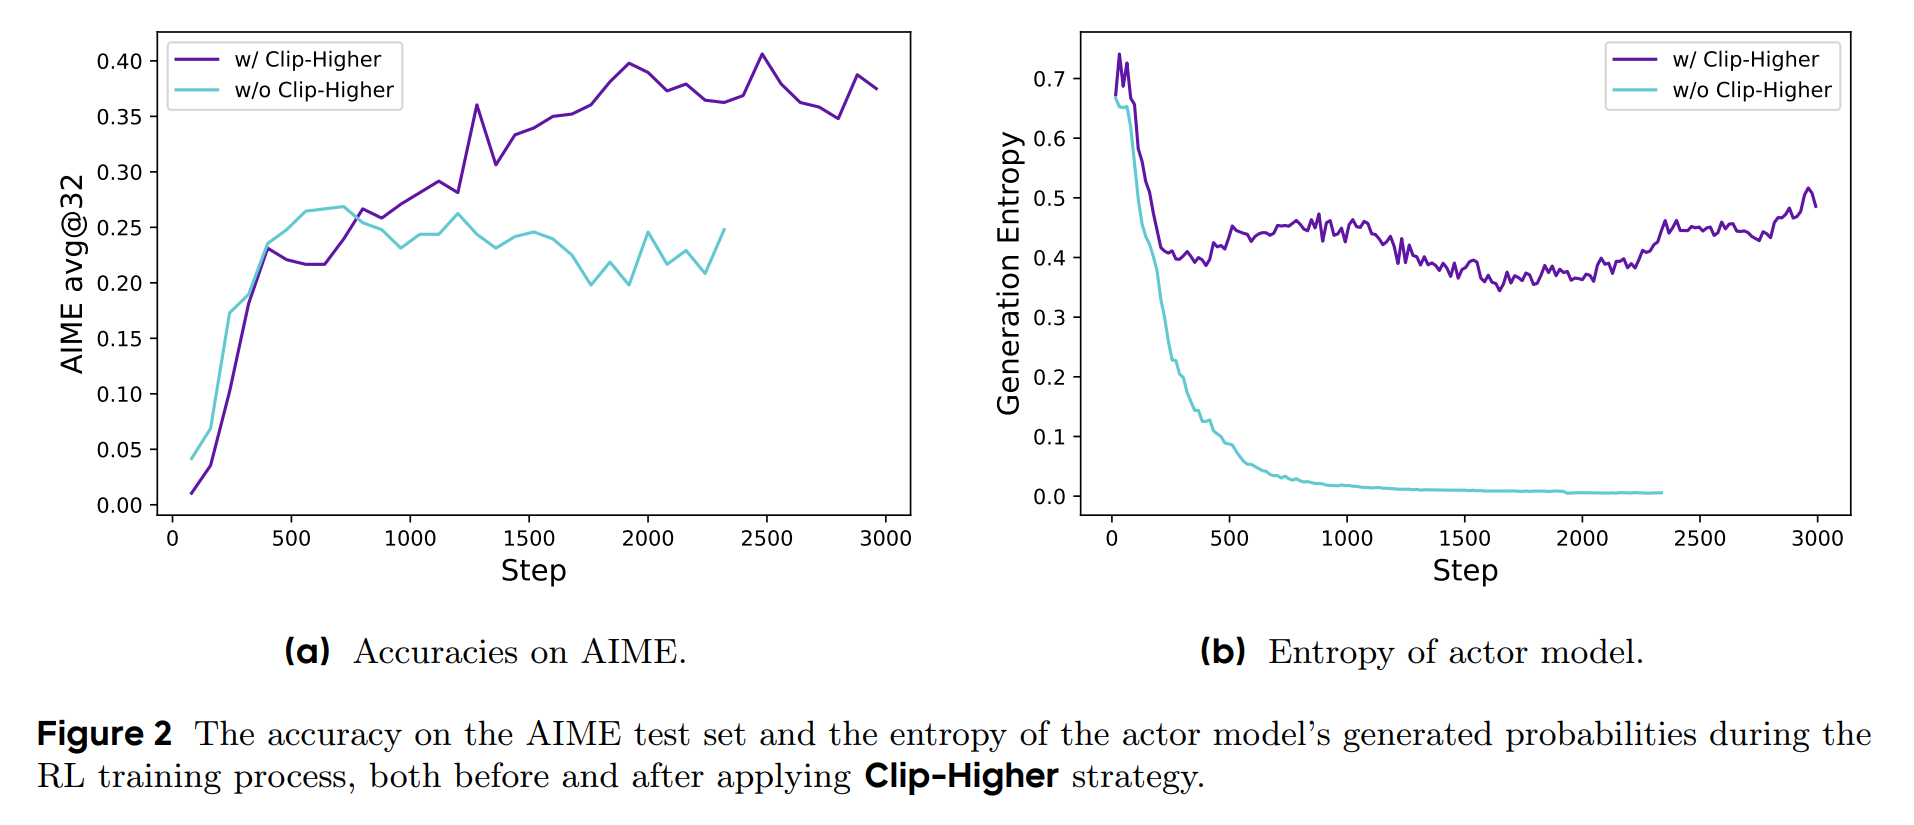 w/ Clip-Higher
w/o Clip-Higher
AIME avg@32
0.40
0.35
0.30
0.25
0.20
0.15
0.10
0.05
0.00
0 500 1000 1500 2000 2500 3000
Step
(a) Accuracies on AIME.
w/ Clip-Higher
w/o Clip-Higher
Generation Entropy
0.7
0.6
0.5
0.4
0.3
0.2
0.1
0.0
0 500 1000 1500 2000 2500 3000
Step
(b) Entropy of actor model.
Figure 2 The accuracy on the AIME test set and the entropy of the actor model's generated probabilities during the
RL training process, both before and after applying Clip-Higher strategy.